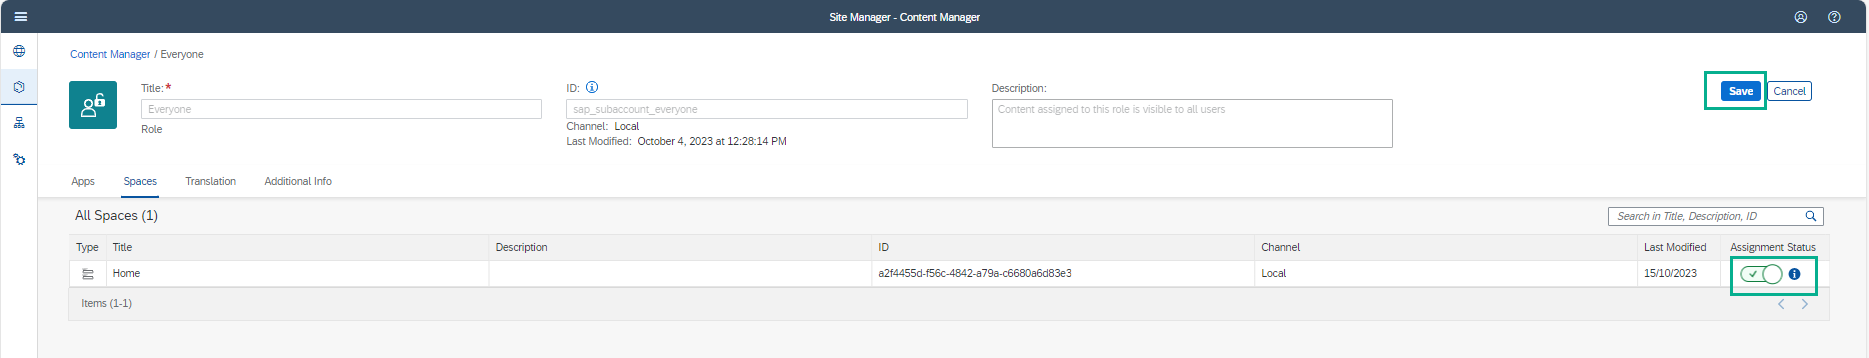 Site Manager - Content Manager
Content Manager / Everyone
Title:*
Everyone
Role
ID:
sap_subaccount_everyone
Channel: Local
Last Modified: October 4, 2023 at 12:28:14 PM
Description:
Content assigned to this role is visible to all users
Save Cancel
Apps Spaces Translation Additional Info
All Spaces (1)
Search in Title, Description, ID
Type Title Description ID Channel Last Modified Assignment Status
Home a2f4455d-f56c-4842-a79a-c6680a6d83e3 Local 15/10/2023
Items (1-1)